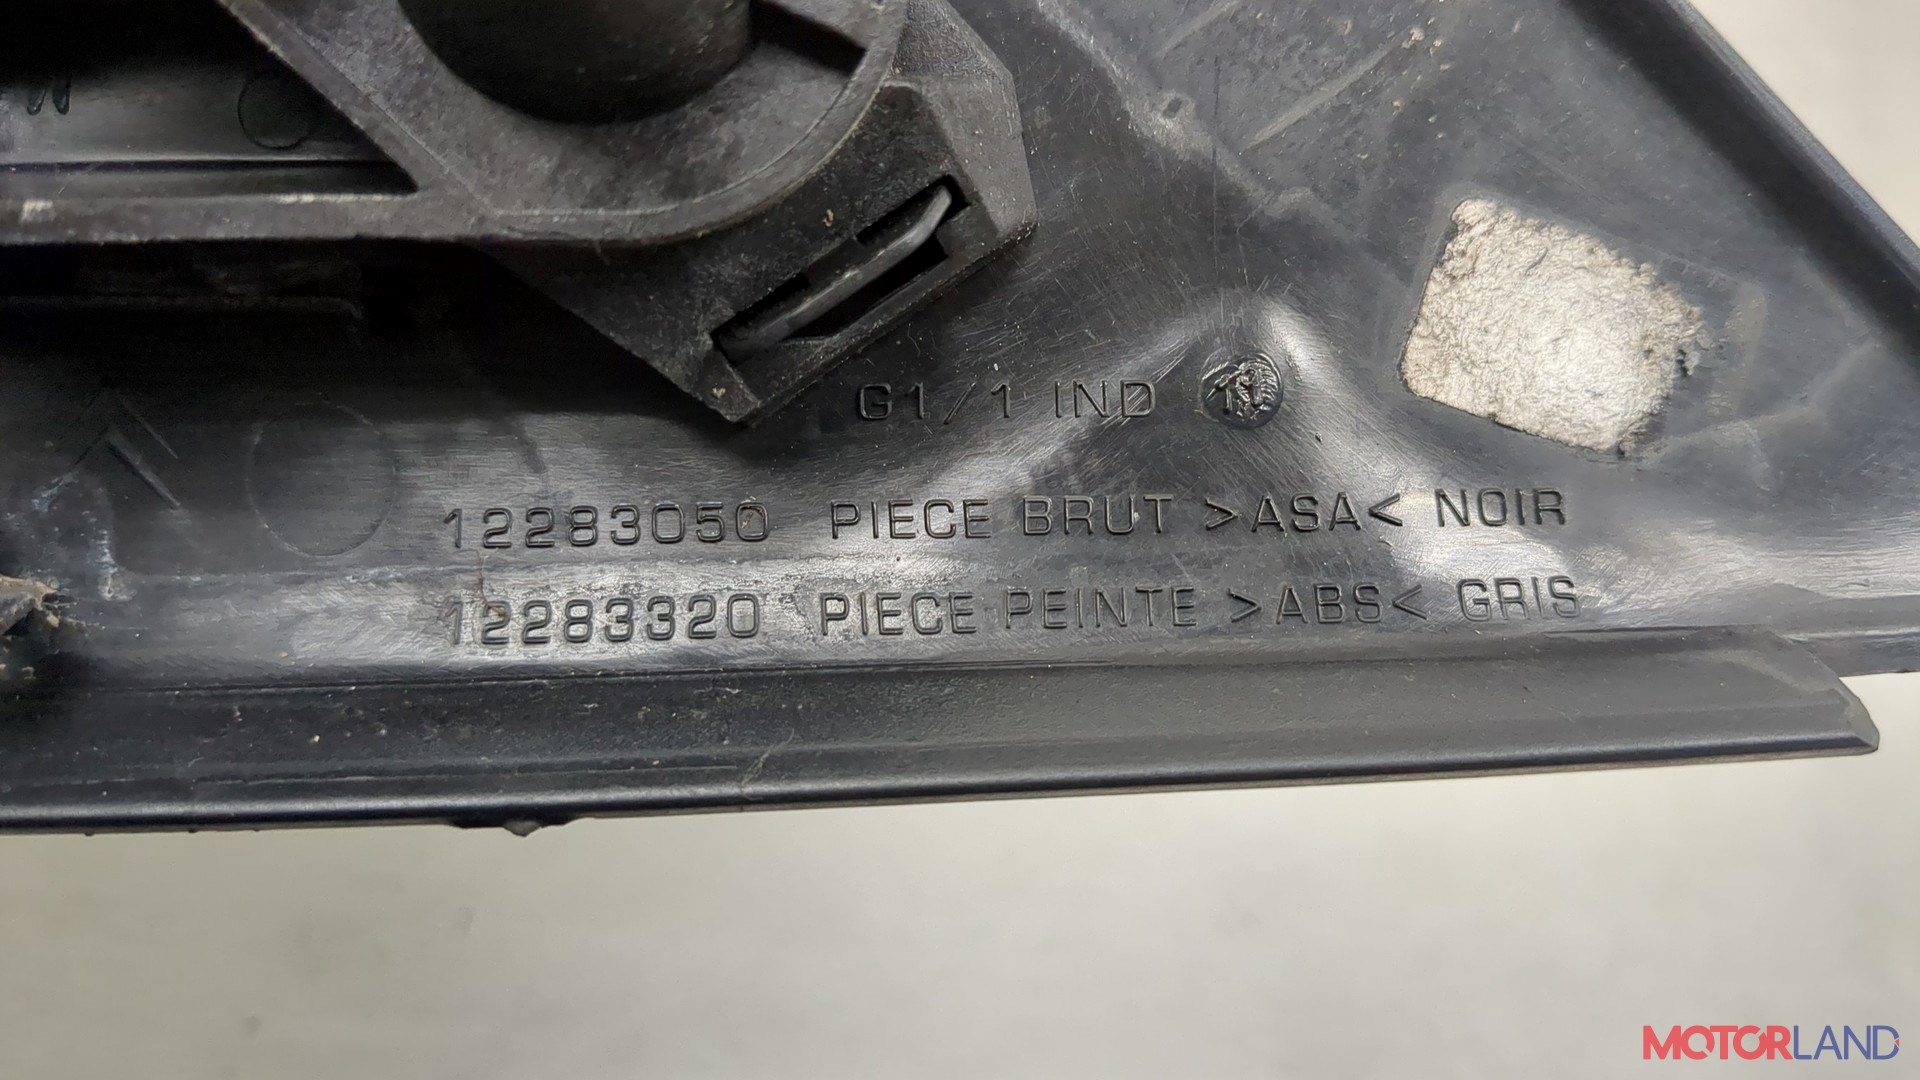 G1/1 IND
12283050 PIECE BRUT >ASA< NOIR
12283320 PIECE PEINTE >ABS< GRIS
MOTORLAND